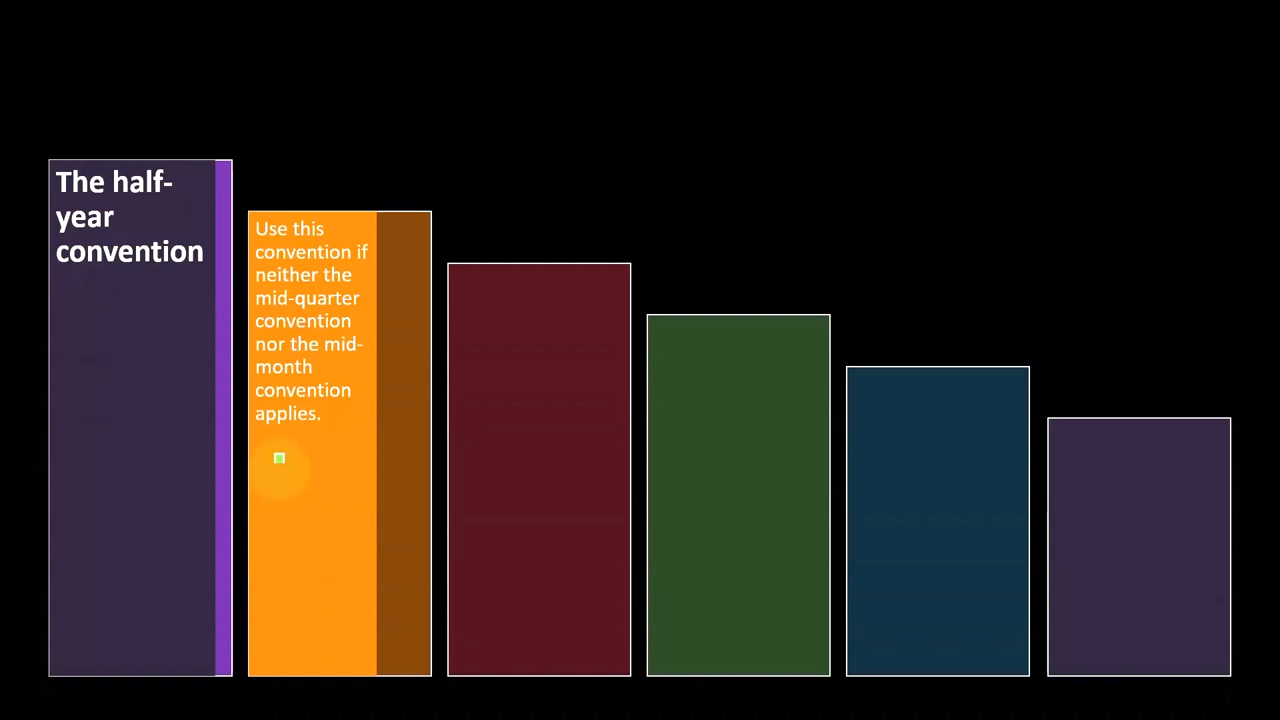 The half-
year
convention
Use this
convention if
neither the
mid-quarter
convention
nor the mid-
month
convention
applies.